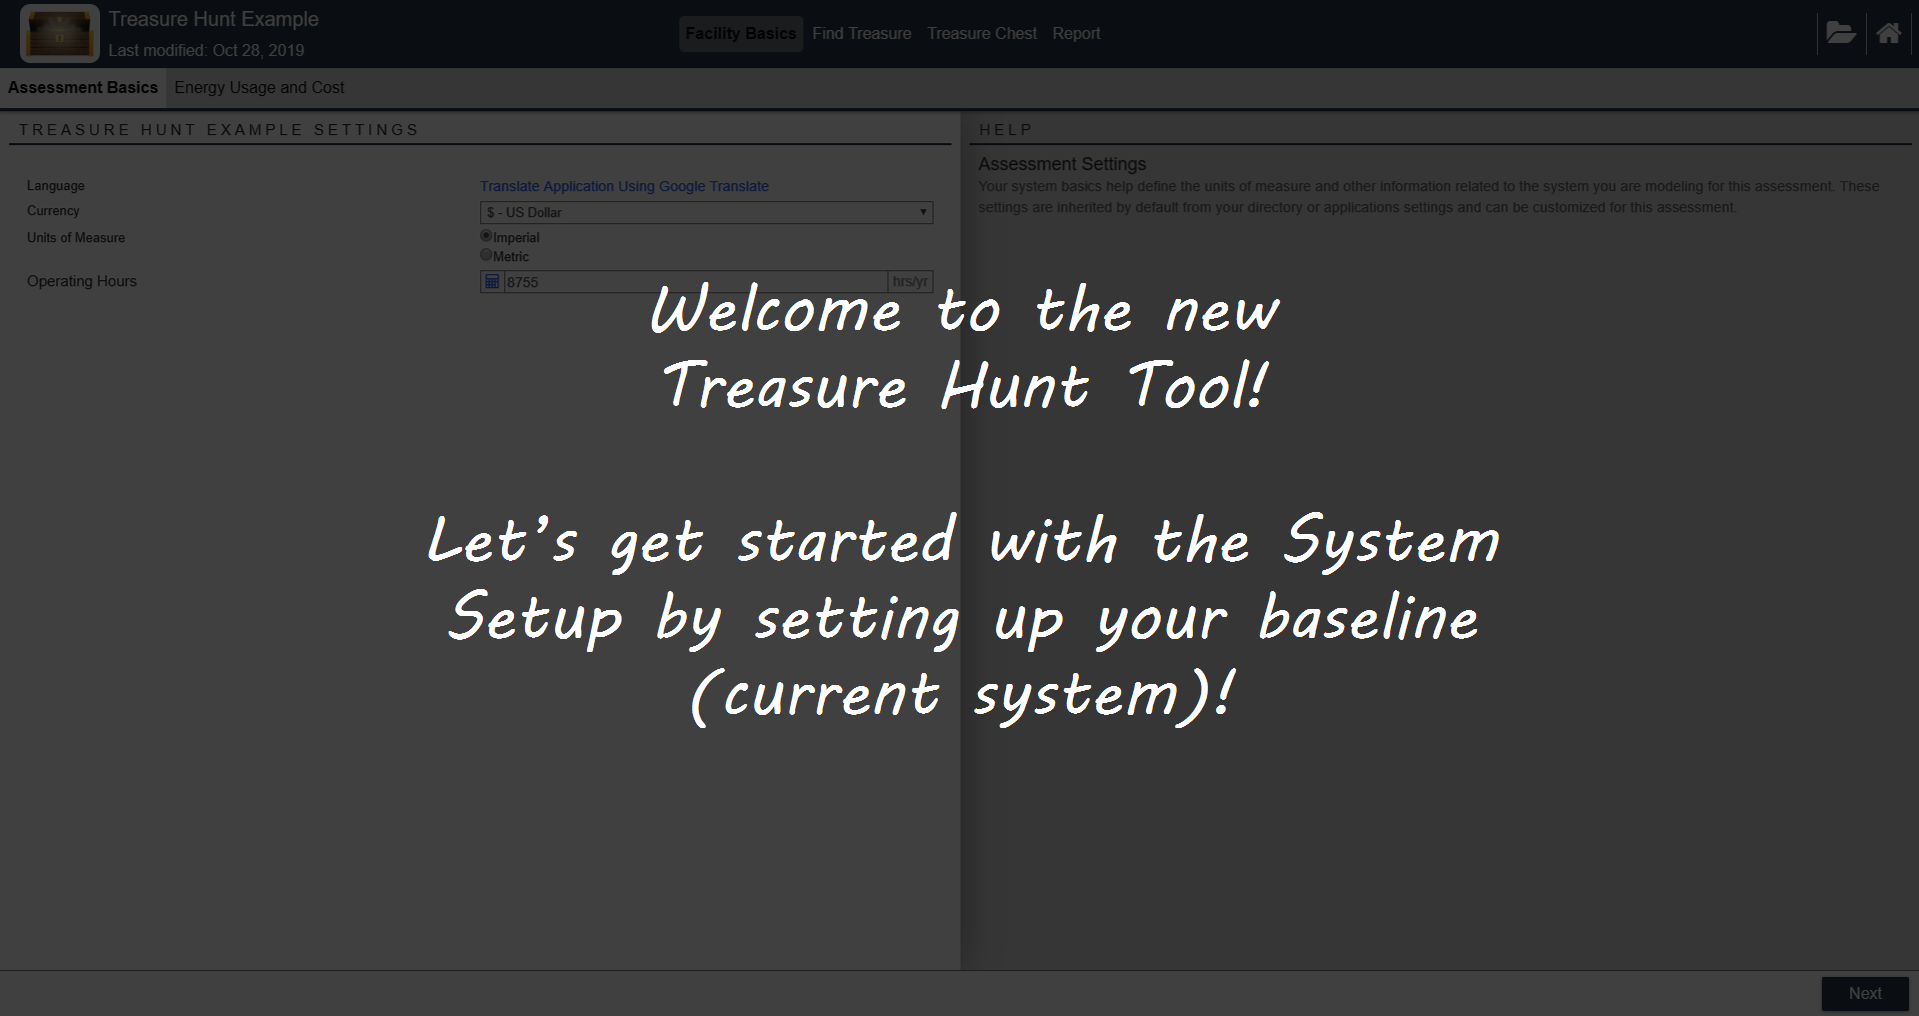 Treasure Hunt Example
Last modified: Oct 28, 2019
Facility Basics Find Treasure Treasure Chest Report
Assessment Basics Energy Usage and Cost
TREASURE HUNT EXAMPLE SETTINGS
Language Translate Application Using Google Translate
Currency $ - US Dollar
Units of Measure Imperial
Metric
Operating Hours 8755 hrs/yr
HELP
Assessment Settings
Your system basics help define the units of measure and other information related to the system you are modeling for this assessment. These
settings are inherited by default from your directory or applications settings and can be customized for this assessment.
Welcome to the new
Treasure Hunt Tool!
Let’s get started with the System
Setup by setting up your baseline
(current system)!
Next